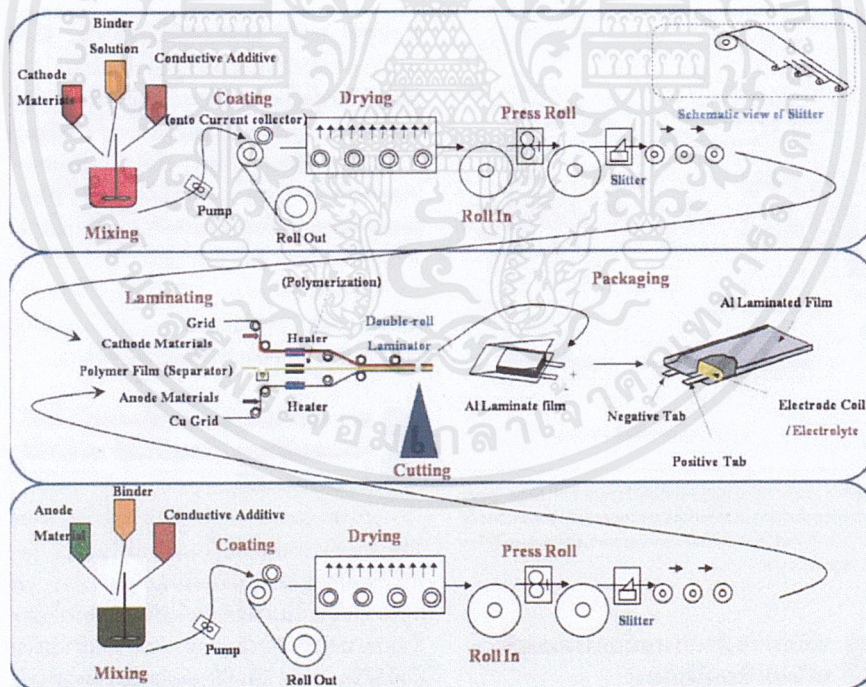 Binder
Solution
Cathode
Materials
Conductive Additive
Coating
(onto Current collector)
Drying
Press Roll
Schematic view of Slitter
Pump
Mixing
Roll Out
Roll In
Slitter
(Polymerization)
Laminating
Packaging
Grid
Cathode Materials
Heater
Double-roll
Laminator
Al Laminated Film
Polymer Film (Separator)
Anode Materials
Cu Grid
Heater
Al Laminate film
Negative Tab
Electrode Coil
/Electrolyte
Positive Tab
Cutting
Binder
Anode
Material
Conductive Additive
Coating
Drying
Press Roll
Pump
Mixing
Roll Out
Roll In
Slitter